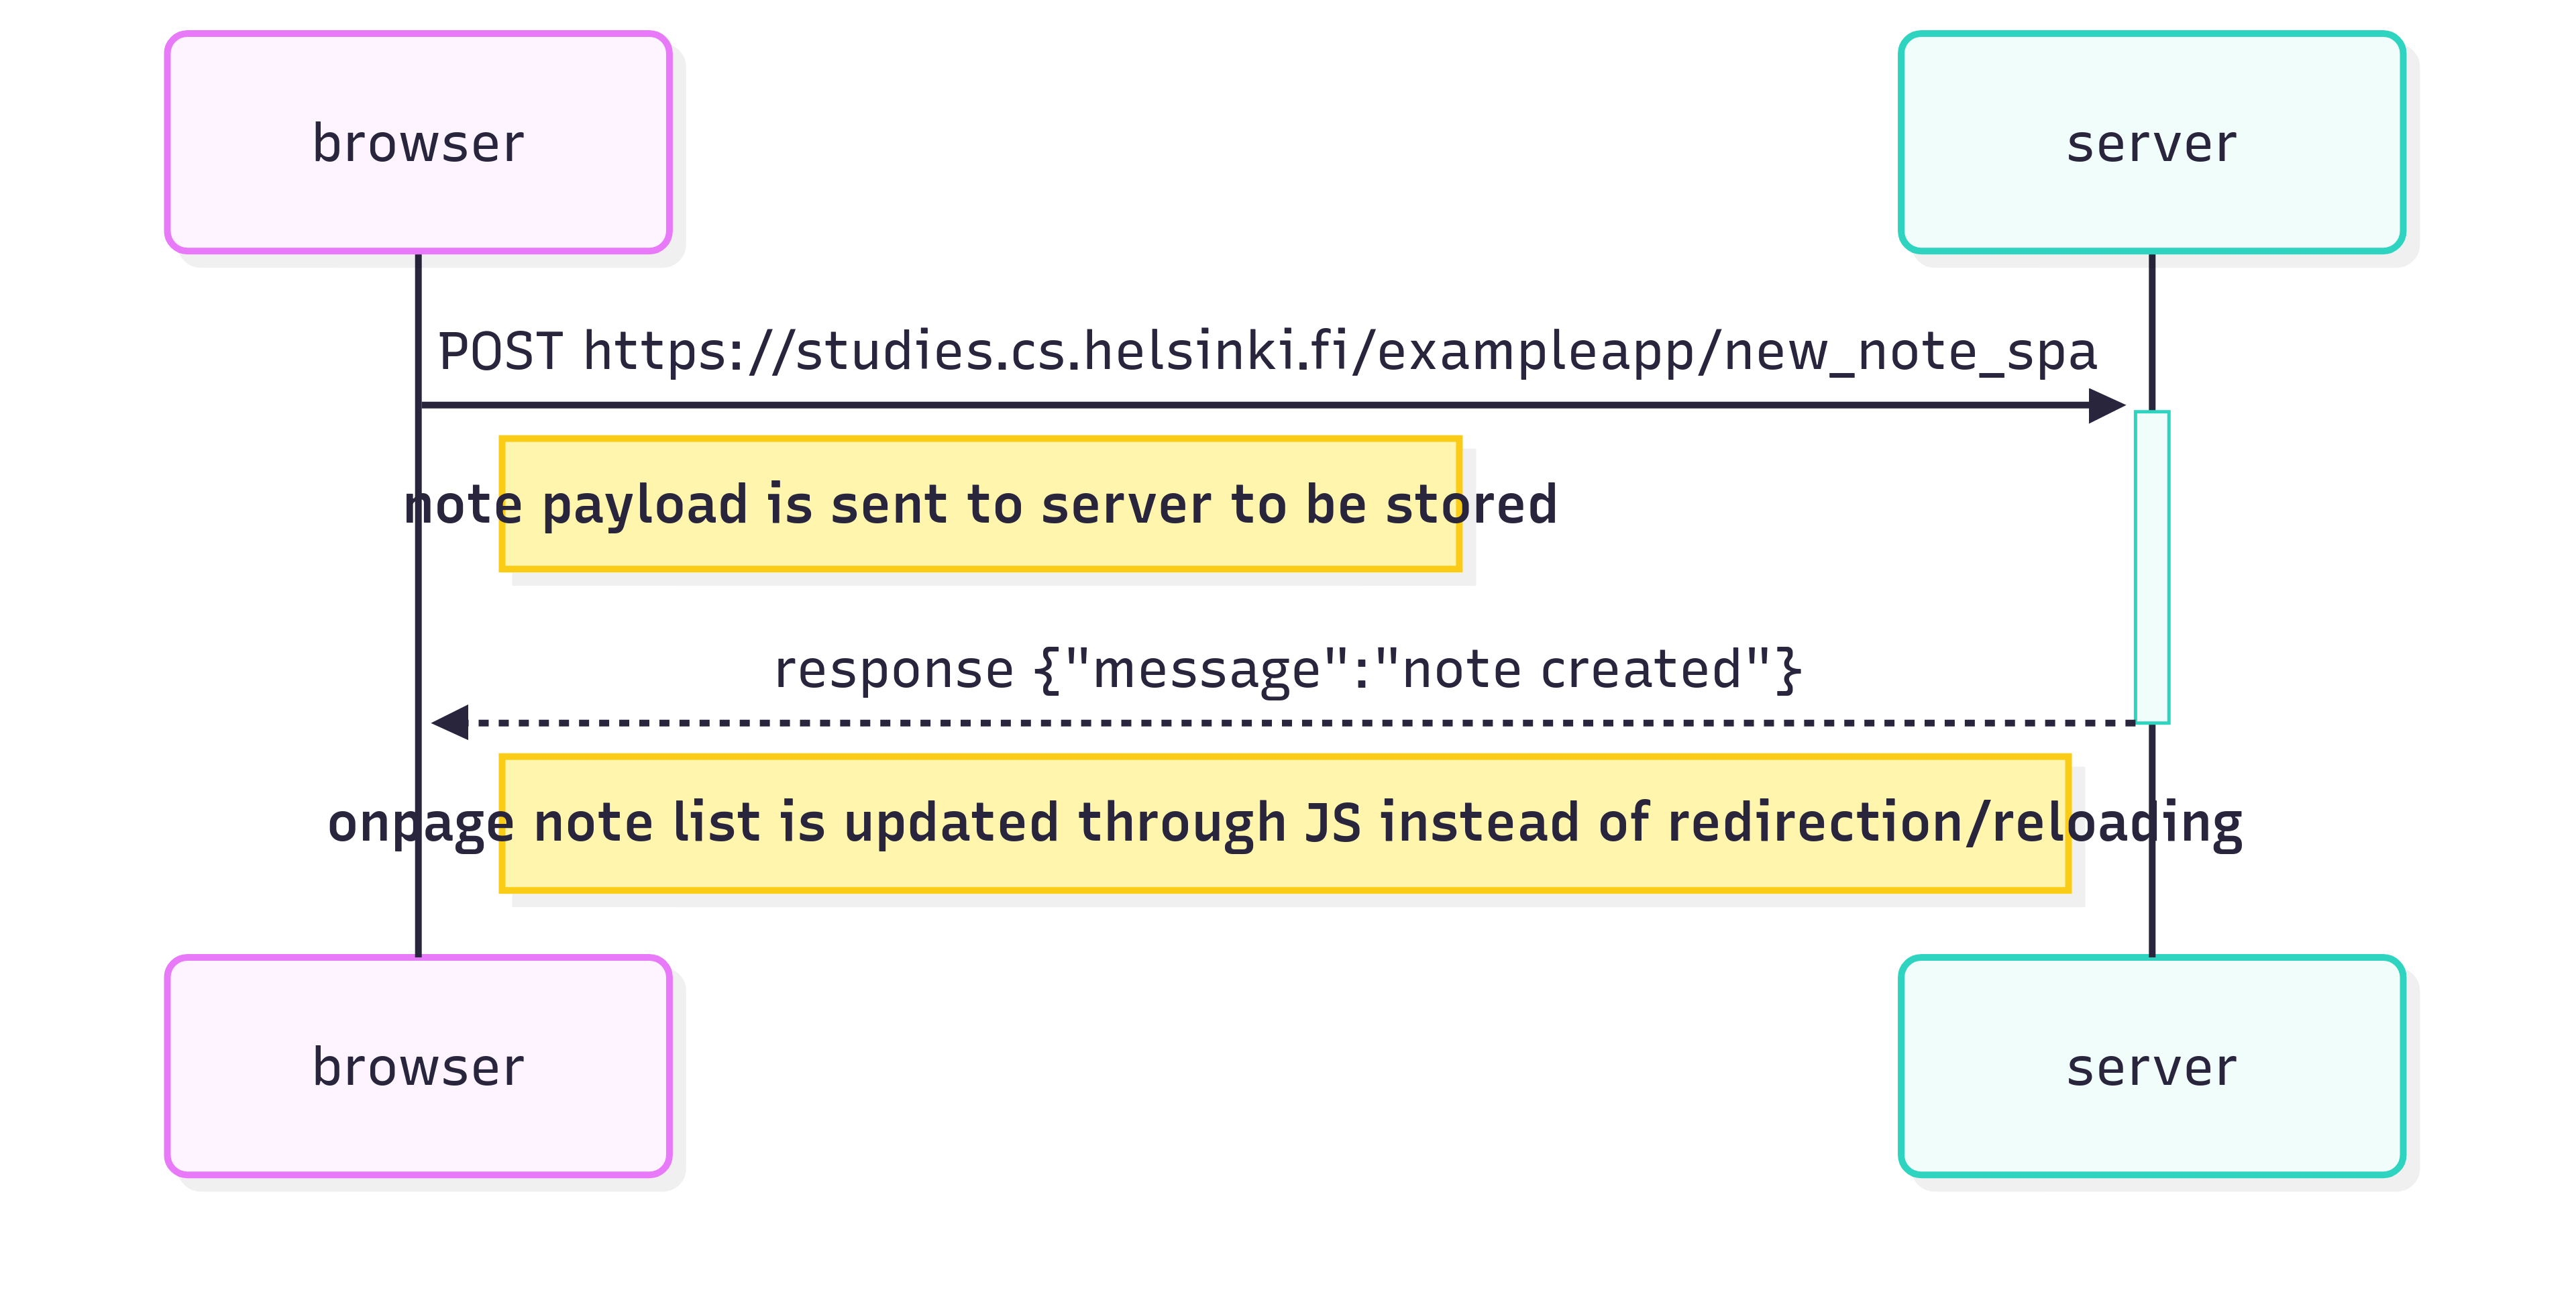 browser
server
POST https://studies.cs.helsinki.fi/exampleapp/new_note_spa
note payload is sent to server to be stored
response {"message":"note created"}
onpage note list is updated through JS instead of redirection/reloading
browser
server